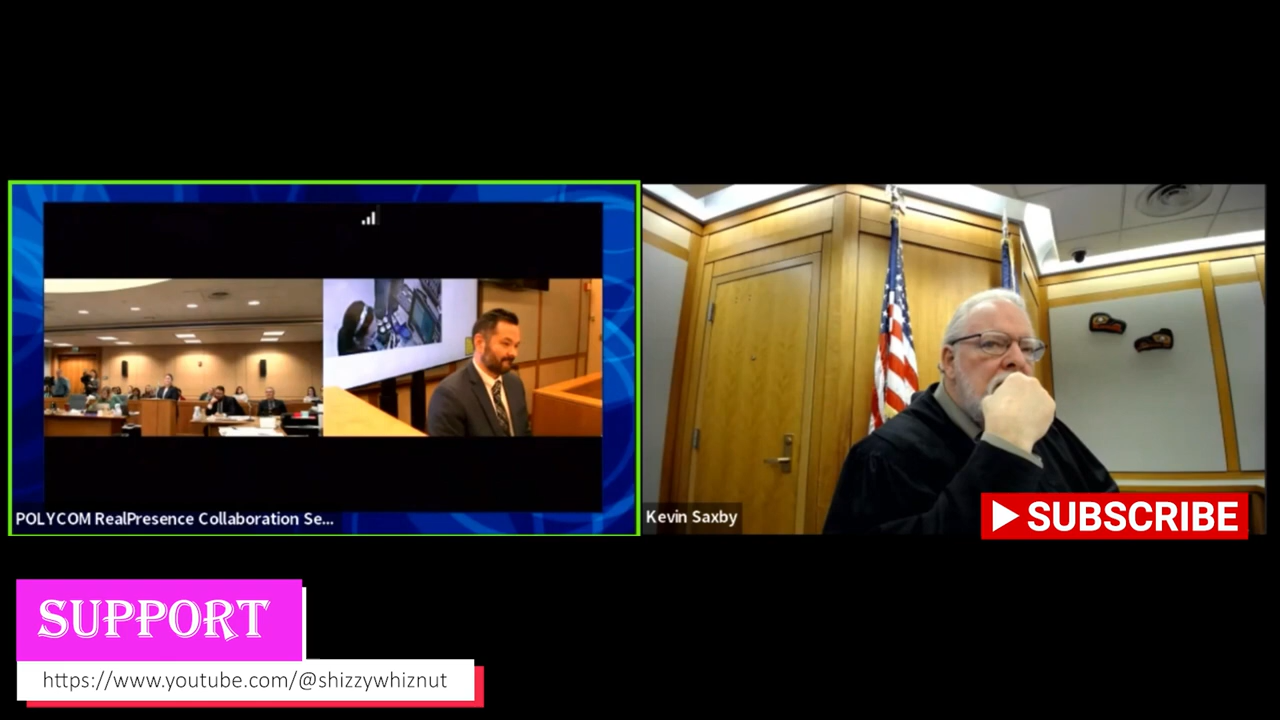 POLYCOM RealPresence Collaboration Se...
Kevin Saxby
SUBSCRIBE
SUPPORT
https://www.youtube.com/@shizzywhiznut